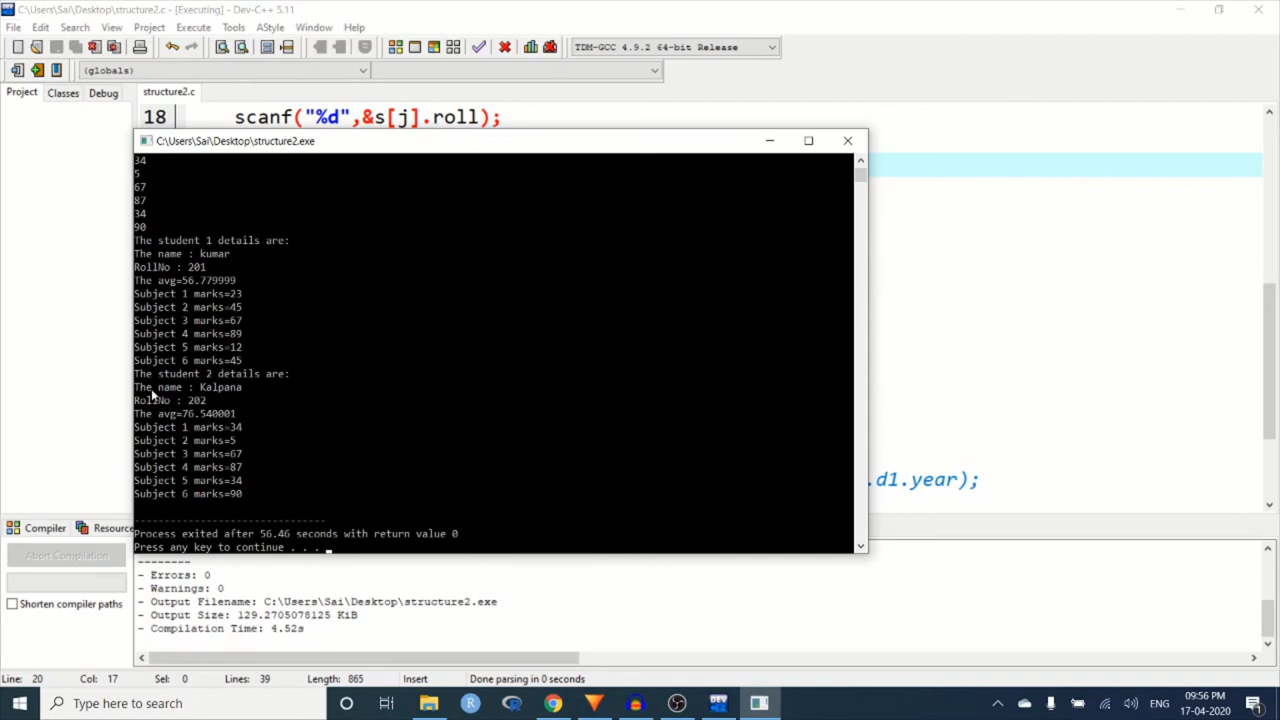 C:\Users\Sai\Desktop\structure2.c - [Executing] - Dev-C++ 5.11
File Edit Search View Project Execute Tools AStyle Window Help
TDM-GCC 4.9.2 64-bit Release
(globals)
Project Classes Debug structure2.c
18 scanf("%d",&s[j].roll);
C:\Users\Sai\Desktop\structure2.exe
34
5
67
87
34
90
The student 1 details are:
The name : kumar
RollNo : 201
The avg=56.779999
Subject 1 marks=23
Subject 2 marks=45
Subject 3 marks=67
Subject 4 marks=89
Subject 5 marks=12
Subject 6 marks=45
The student 2 details are:
The name : Kalpana
RollNo : 202
The avg=76.540001
Subject 1 marks=34
Subject 2 marks=5
Subject 3 marks=67
Subject 4 marks=87
Subject 5 marks=34
Subject 6 marks=90
.d1.year);
--------------------------------
Process exited after 56.46 seconds with return value 0
Press any key to continue . . .
Compiler Resource
Abort Compilation
Shorten compiler paths
--------
- Errors: 0
- Warnings: 0
- Output Filename: C:\Users\Sai\Desktop\structure2.exe
- Output Size: 129.2705078125 KiB
- Compilation Time: 4.52s
Line: 20 Col: 17 Sel: 0 Lines: 39 Length: 865 Insert Done parsing in 0 seconds
Type here to search
R
DEV
ENG
09:56 PM
17-04-2020
1